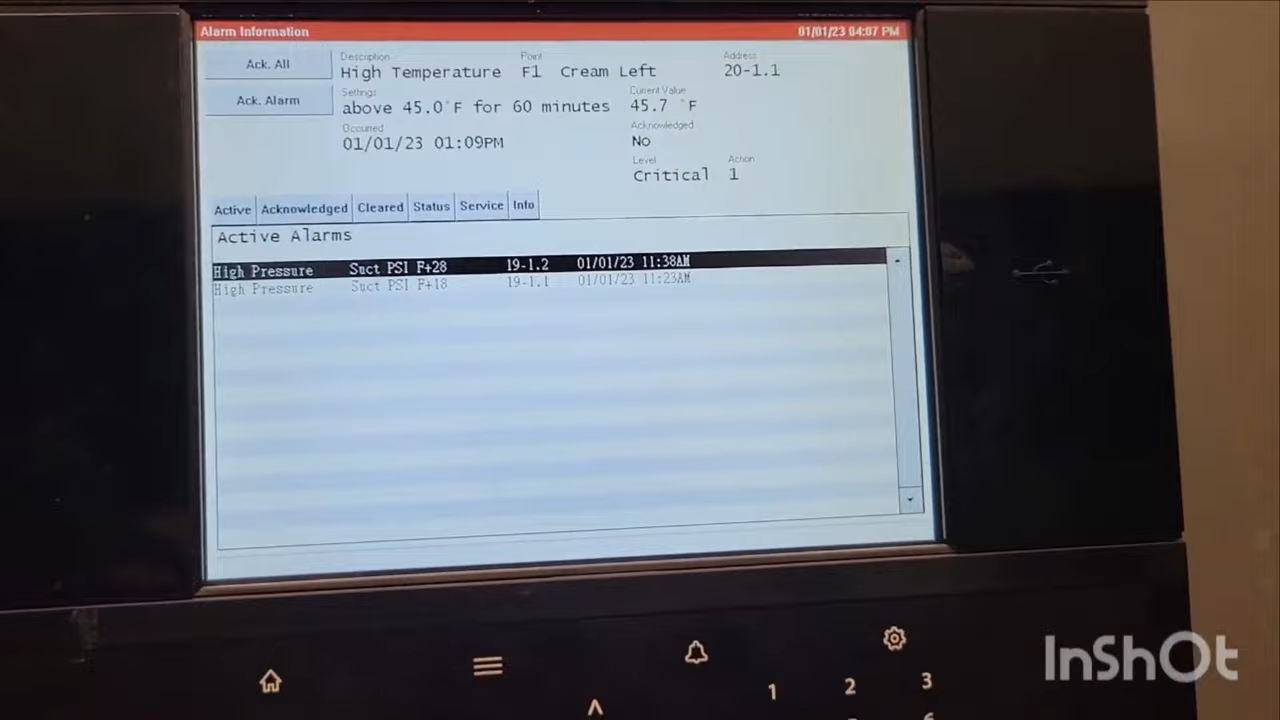 Alarm Information 01/01/23 04:07 PM
Ack. All
Ack. Alarm
Description Point Address
High Temperature F1 Cream Left 20-1.1
Settings Current Value
above 45.0°F for 60 minutes 45.7 °F
Occurred Acknowledged
01/01/23 01:09PM No
Level Action
Critical 1
Active Acknowledged Cleared Status Service Info
Active Alarms
High Pressure Suct PSI F+28 19-1.2 01/01/23 11:38AM
High Pressure Suct PSI F+18 19-1.1 01/01/23 11:23AM
1 2 3
InShOt